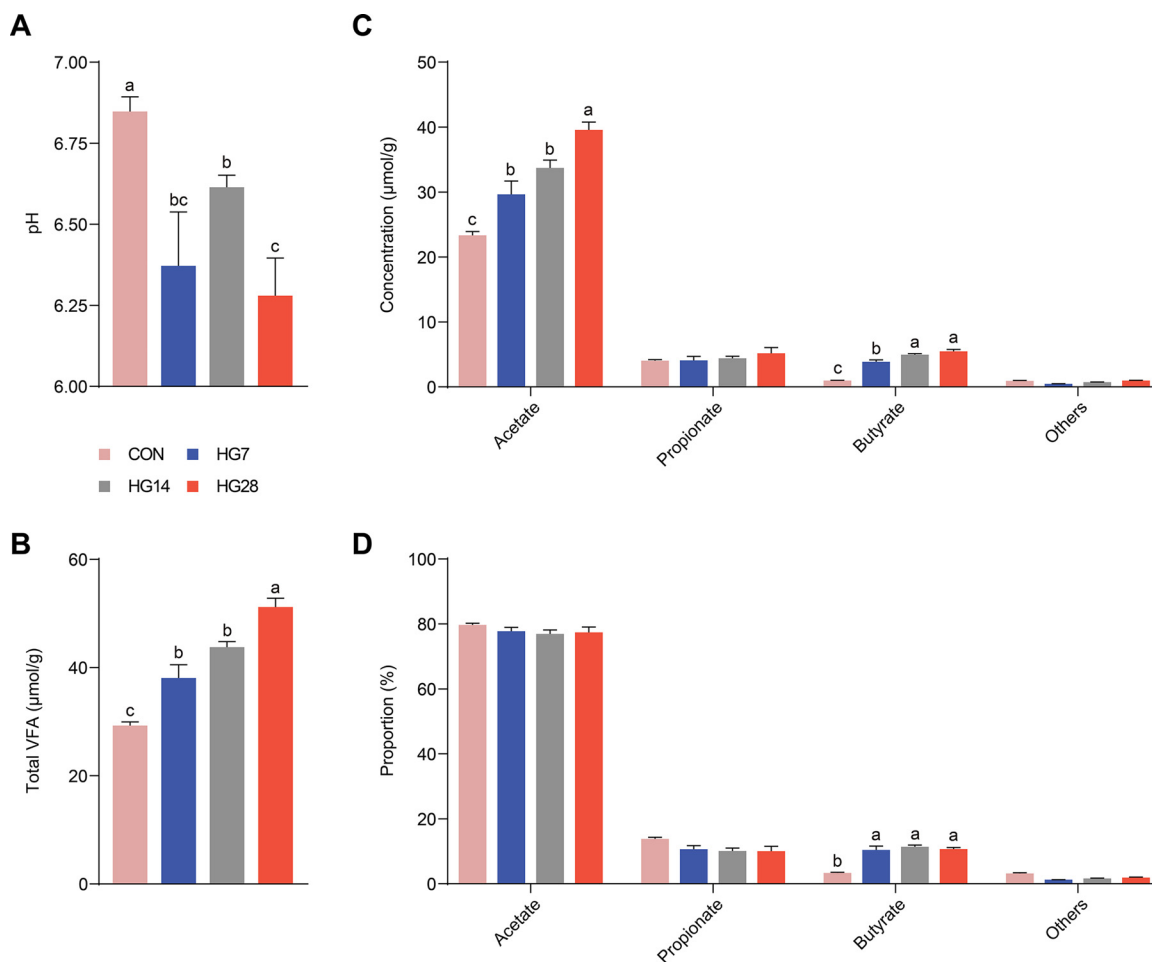 A
7.00
6.75
6.50
6.25
6.00
pH
a
bc
b
c
CON
HG7
HG14
HG28
B
60
40
20
0
Total VFA (μmol/g)
c
b
b
a
C
50
40
30
20
10
0
Concentration (μmol/g)
c
b
b
a
c
b
a
a
Acetate
Propionate
Butyrate
Others
D
100
80
60
40
20
0
Proportion (%)
b
a
a
a
Acetate
Propionate
Butyrate
Others